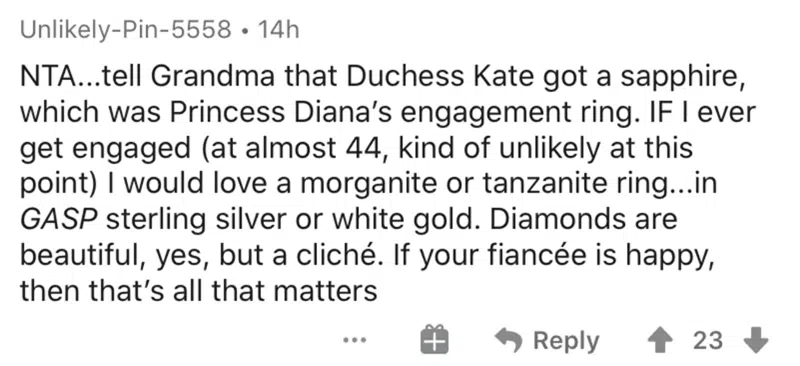 Unlikely-Pin-5558 • 14h
NTA...tell Grandma that Duchess Kate got a sapphire,
which was Princess Diana’s engagement ring. IF I ever
get engaged (at almost 44, kind of unlikely at this
point) I would love a morganite or tanzanite ring...in
GASP sterling silver or white gold. Diamonds are
beautiful, yes, but a cliché. If your fiancée is happy,
then that’s all that matters
... Reply 23